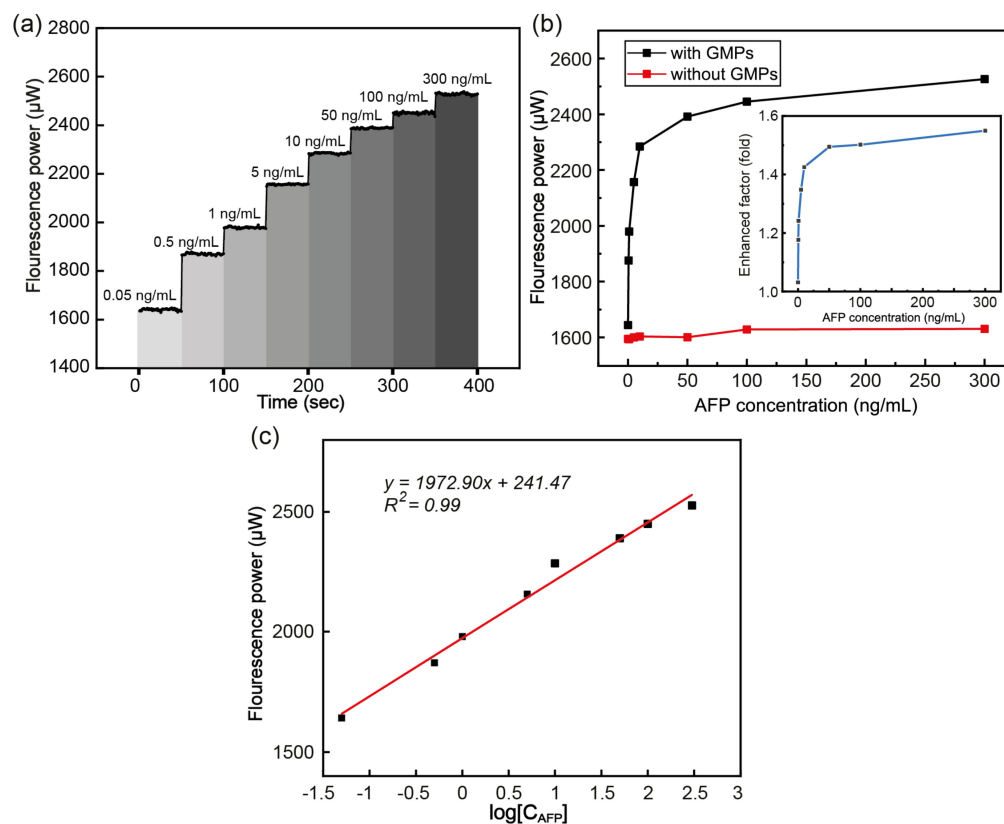 (a)
Flourescence power (µW)
2800
2600
2400
2200
2000
1800
1600
1400
0.05 ng/mL
0.5 ng/mL
1 ng/mL
5 ng/mL
10 ng/mL
50 ng/mL
100 ng/mL
300 ng/mL
0
100
200
300
400
Time (sec)
(b)
Flourescence power (µW)
2600
2400
2200
2000
1800
1600
with GMPs
without GMPs
Enhanced factor (fold)
1.6
1.4
1.2
1.0
0
100
200
300
AFP concentration (ng/mL)
0
50
100
150
200
250
300
AFP concentration (ng/mL)
(c)
Flourescence power (µW)
2500
2000
1500
y = 1972.90x + 241.47
R² = 0.99
-1.5
-1
-0.5
0
0.5
1
1.5
2
2.5
3
log[CAFP]